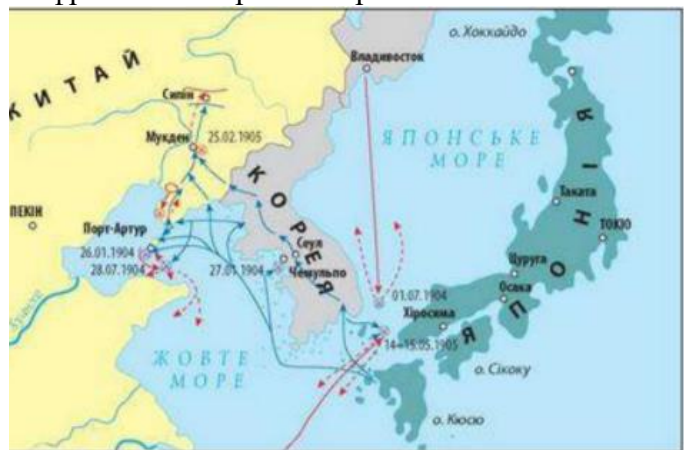 о. Хоккайдо
Владивосток
КИТАЙ
Сипін
Мукден
25.02.1905
ЯПОНСЬКЕ
МОРЕ
ЯПОНІЯ
КОРЕЯ
Таката
ТОКІО
ПЕКІН
Порт-Артур
26.01.1904
28.07.1904
27.01.1904
Сеул
Чемульпо
01.07.1904
Цуруга
Осака
Хіросима
14–15.05.1905
ЖОВТЕ
МОРЕ
о. Сікоку
о. Кюсю